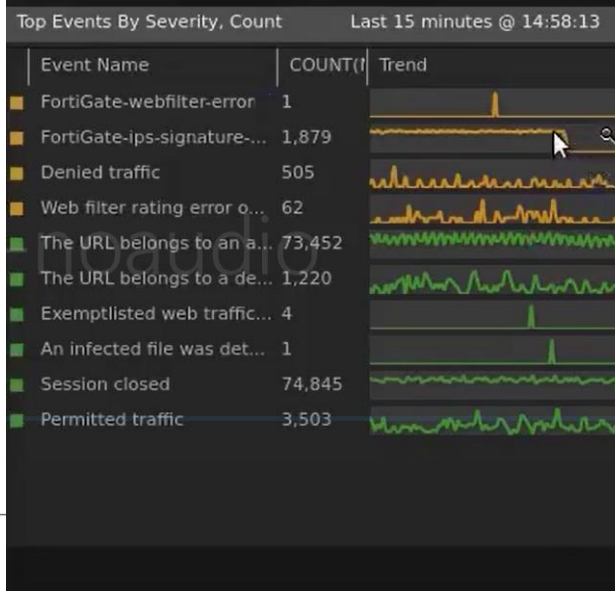 Top Events By Severity, Count Last 15 minutes @ 14:58:13
Event Name COUNT(I Trend
FortiGate-webfilter-error 1
FortiGate-ips-signature-... 1,879
Denied traffic 505
Web filter rating error o... 62
The URL belongs to an a... 73,452
noaudio
The URL belongs to a de... 1,220
Exemptlisted web traffic... 4
An infected file was det... 1
Session closed 74,845
Permitted traffic 3,503